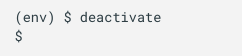 (env) $ deactivate
$